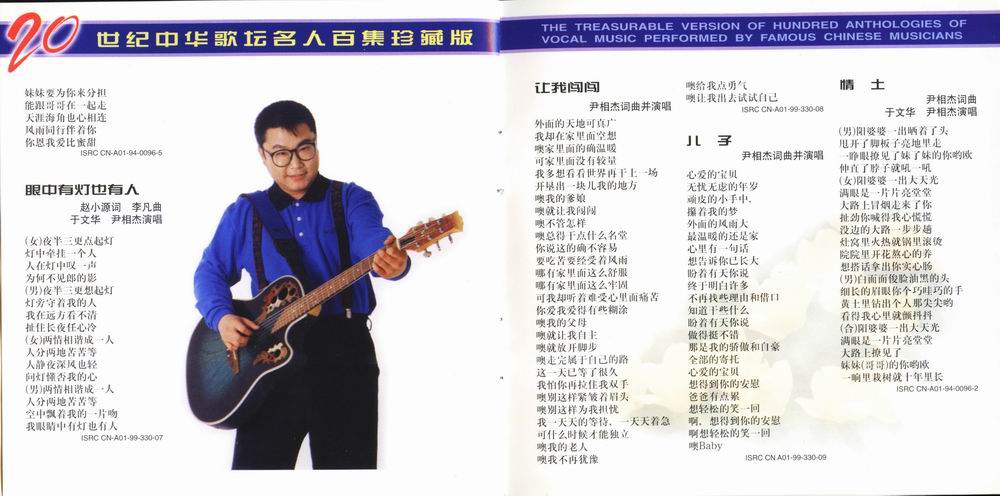 20世纪中华歌坛名人百集珍藏版
妹妹要为你来分担
能跟哥哥在一起走
天涯海角也心相连
风雨同行伴着你
你恩我爱比蜜甜
ISRC CN-A01-94-0096-5
眼中有灯也有人
赵小源词 李凡曲
于文华 尹相杰演唱
(女)夜半三更点起灯
灯中牵挂一个人
人在灯中叹一声
为何不见郎的影
(男)夜半三更想起灯
灯旁守着我的人
我在远方看不清
扯住长夜任心冷
(女)两情相谐成一人
人分两地苦苦等
人静夜深风也轻
问灯懂否我的心
(男)两情相谐成一人
人分两地苦苦等
空中飘着我的一片吻
我眼睛中有灯也有人
ISRC CN-A01-99-330-07
THE TREASURABLE VERSION OF HUNDRED ANTHOLOGIES OF
VOCAL MUSIC PERFORMED BY FAMOUS CHINESE MUSICIANS
让我闯闯
尹相杰词曲并演唱
外面的天地可真广
我却在家里面空想
噢家里面的确温暖
可家里面没有较量
我多想看看世界再干上一场
开垦出一块儿我的地方
噢我的爹娘
噢就让我闯闯
噢不管怎样
噢总得干点什么名堂
你说这的确不容易
要吃苦要经受着风雨
哪有家里面这么舒服
哪有家里面这么牢固
可我却听着难受心里面痛苦
你爱我爱得有些糊涂
噢我的父母
噢就让我自主
噢就放开脚步
噢走完属于自己的路
这一天已等了很久
我怕你再拉住我双手
噢别这样紧皱着眉头
噢别这样为我担忧
我一天天的等待、一天天着急
可什么时候才能独立
噢我的老人
噢我不再犹豫
噢给我点勇气
噢让我出去试试自己
ISRC CN-A01-99-330-08
儿 子
尹相杰词曲并演唱
心爱的宝贝
无忧无虑的年岁
顽皮的小手中,
攥着我的梦
外面的风雨大
最温暖的还是家
心里有一句话
想告诉你已长大
盼着有天你说
终于明白许多
不再找些理由和借口
知道干些什么
盼着有天你说
做得挺不错
那是我的骄傲和自豪
全部的寄托
心爱的宝贝
想得到你的安慰
爸爸有点累
想轻松的笑一回
啊, 想得到你的安慰
啊想轻松的笑一回
噢Baby
ISRC CN A01-99-330-09
情 土
尹相杰词曲
于文华 尹相杰演唱
(男)阳婆婆一出晒着了头
甩开了脚板子亮地里走
一睁眼撩见了妹了妹的你哟欧
伸直了脖子就吼一吼
(女)阳婆婆一出大天光
满眼是一片片亮堂堂
大路上冒烟走来了你
扯劲你喊得我心慌慌
没边的大路一步步趟
灶窝里火热就锅里滚烫
院院里开花熬心的养
想搭话拿出你实心肠
(男)白面面俊脸油黑的头
细长的眉眼你个巧哇巧的手
黄土里钻出个人那尖尖哟
看得我心里就颤抖抖
(合)阳婆婆一出大天光
满眼是一片片亮堂堂
大路上撩见了
妹妹(哥哥)的你哟欧
一晌里栽树就十年里长
ISRC CN-A01-94-0096-2